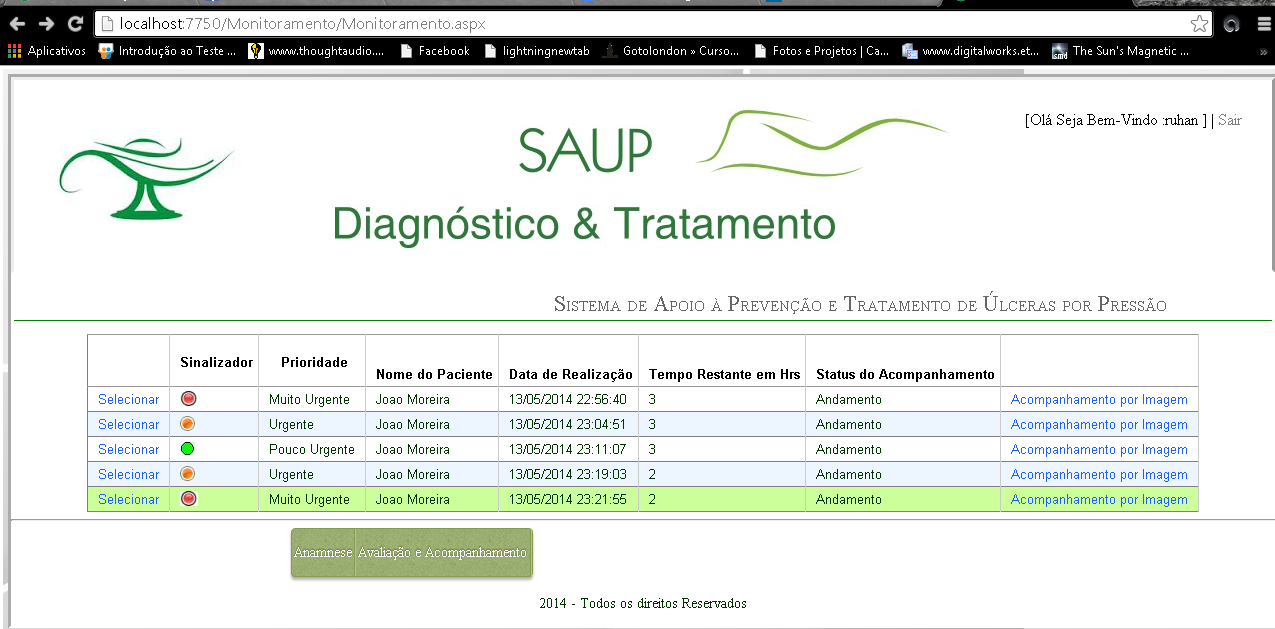 localhost:7750/Monitoramento/Monitoramento.aspx
Aplicativos Introdução ao Teste ... www.thoughtaudio.... Facebook lightningnewtab Gotolondon » Curso... Fotos e Projetos | Ca... www.digitalworks.et... The Sun's Magnetic ... »
[Olá Seja Bem-Vindo :ruhan ] | Sair
SAUP
Diagnóstico & Tratamento
Sistema de Apoio à Prevenção e Tratamento de Úlceras por Pressão
Sinalizador Prioridade Nome do Paciente Data de Realização Tempo Restante em Hrs Status do Acompanhamento
Selecionar Muito Urgente Joao Moreira 13/05/2014 22:56:40 3 Andamento Acompanhamento por Imagem
Selecionar Urgente Joao Moreira 13/05/2014 23:04:51 3 Andamento Acompanhamento por Imagem
Selecionar Pouco Urgente Joao Moreira 13/05/2014 23:11:07 3 Andamento Acompanhamento por Imagem
Selecionar Urgente Joao Moreira 13/05/2014 23:19:03 2 Andamento Acompanhamento por Imagem
Selecionar Muito Urgente Joao Moreira 13/05/2014 23:21:55 2 Andamento Acompanhamento por Imagem
Anamnese Avaliação e Acompanhamento
2014 - Todos os direitos Reservados